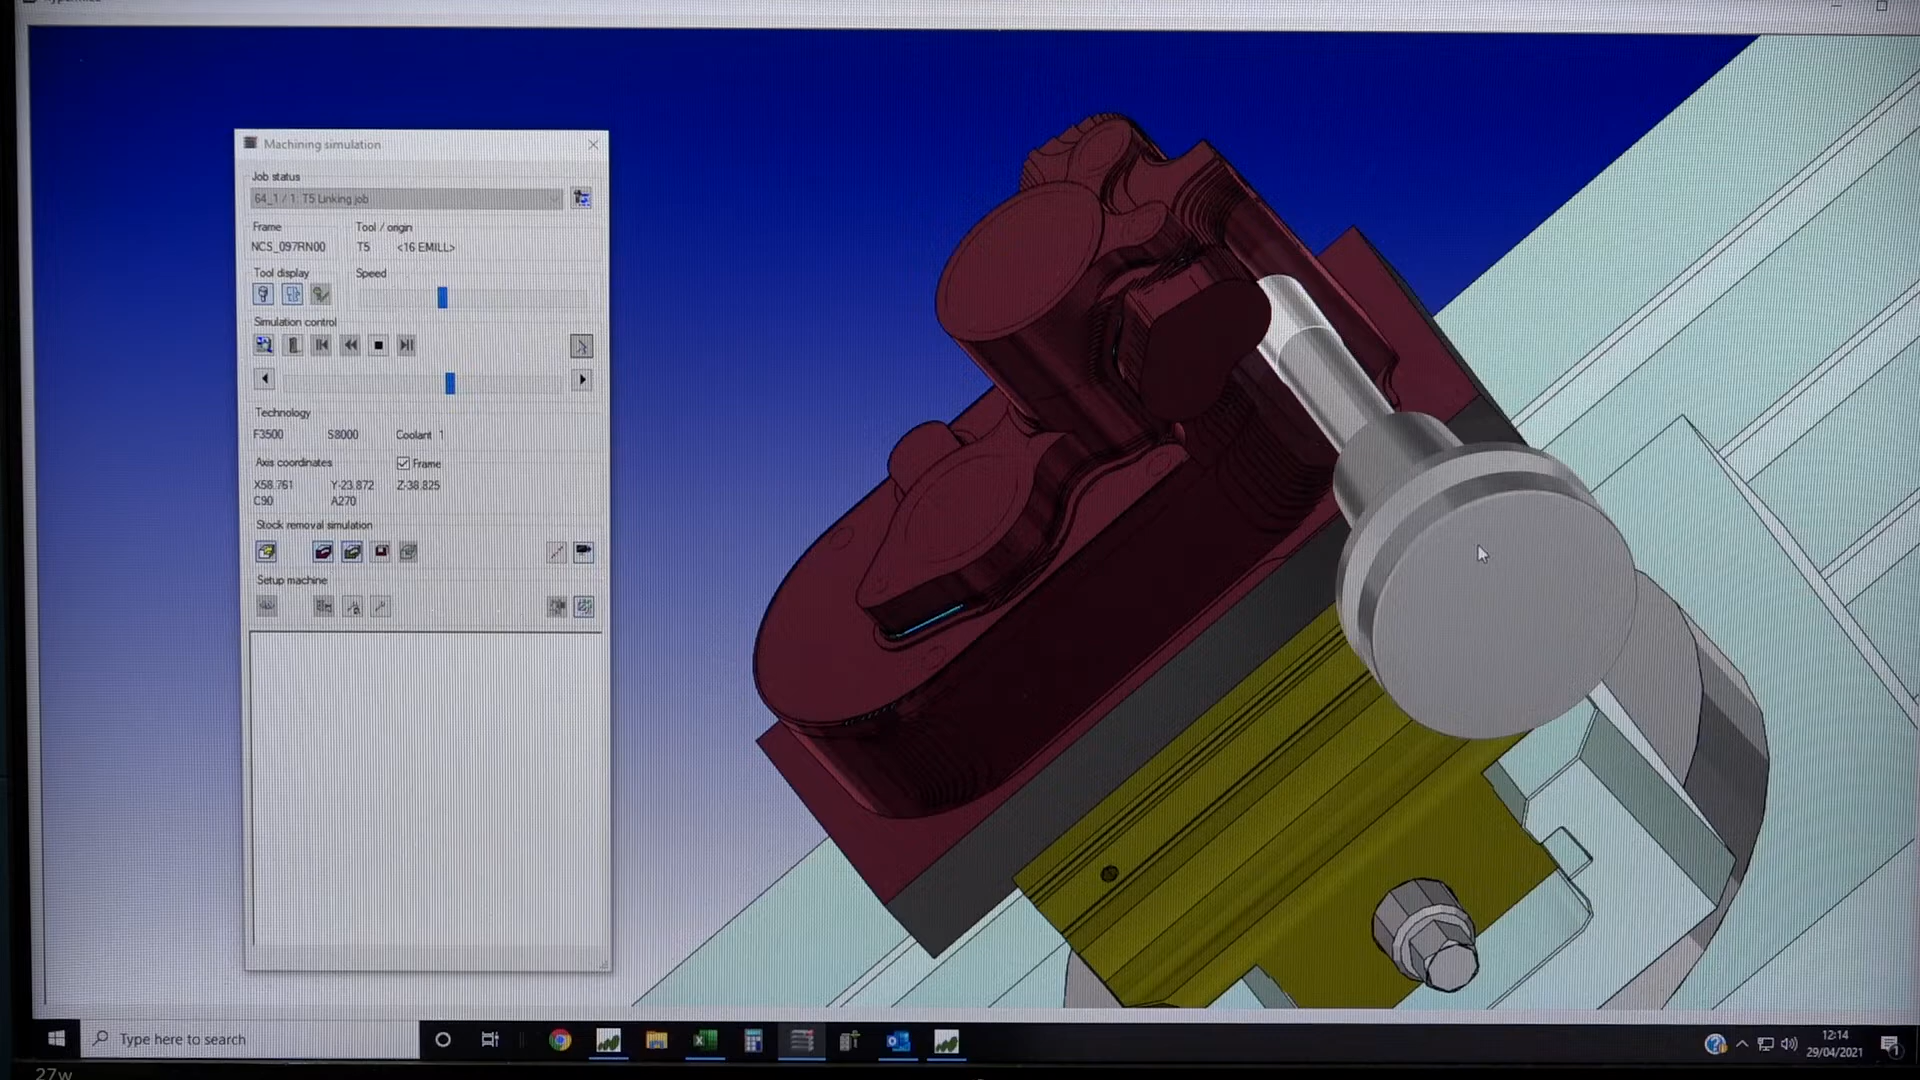 Machining simulation
Job status
64_1 / 1: T5 Linking job
Frame Tool / origin
NCS_097RN00 T5 <16 EMILL>
Tool display Speed
Simulation control
Technology
F3500 S8000 Coolant 1
Axis coordinates Frame
X58.761 Y-23.872 Z-38.825
C90 A270
Stock removal simulation
Setup machine
Type here to search
12:14
29/04/2021
1
27w